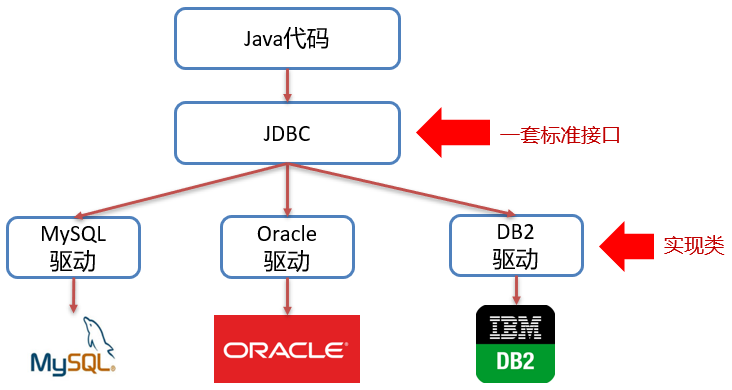 Java代码
JDBC
一套标准接口
MySQL
驱动
Oracle
驱动
DB2
驱动
实现类
MySQL®
ORACLE®
IBM
DB2